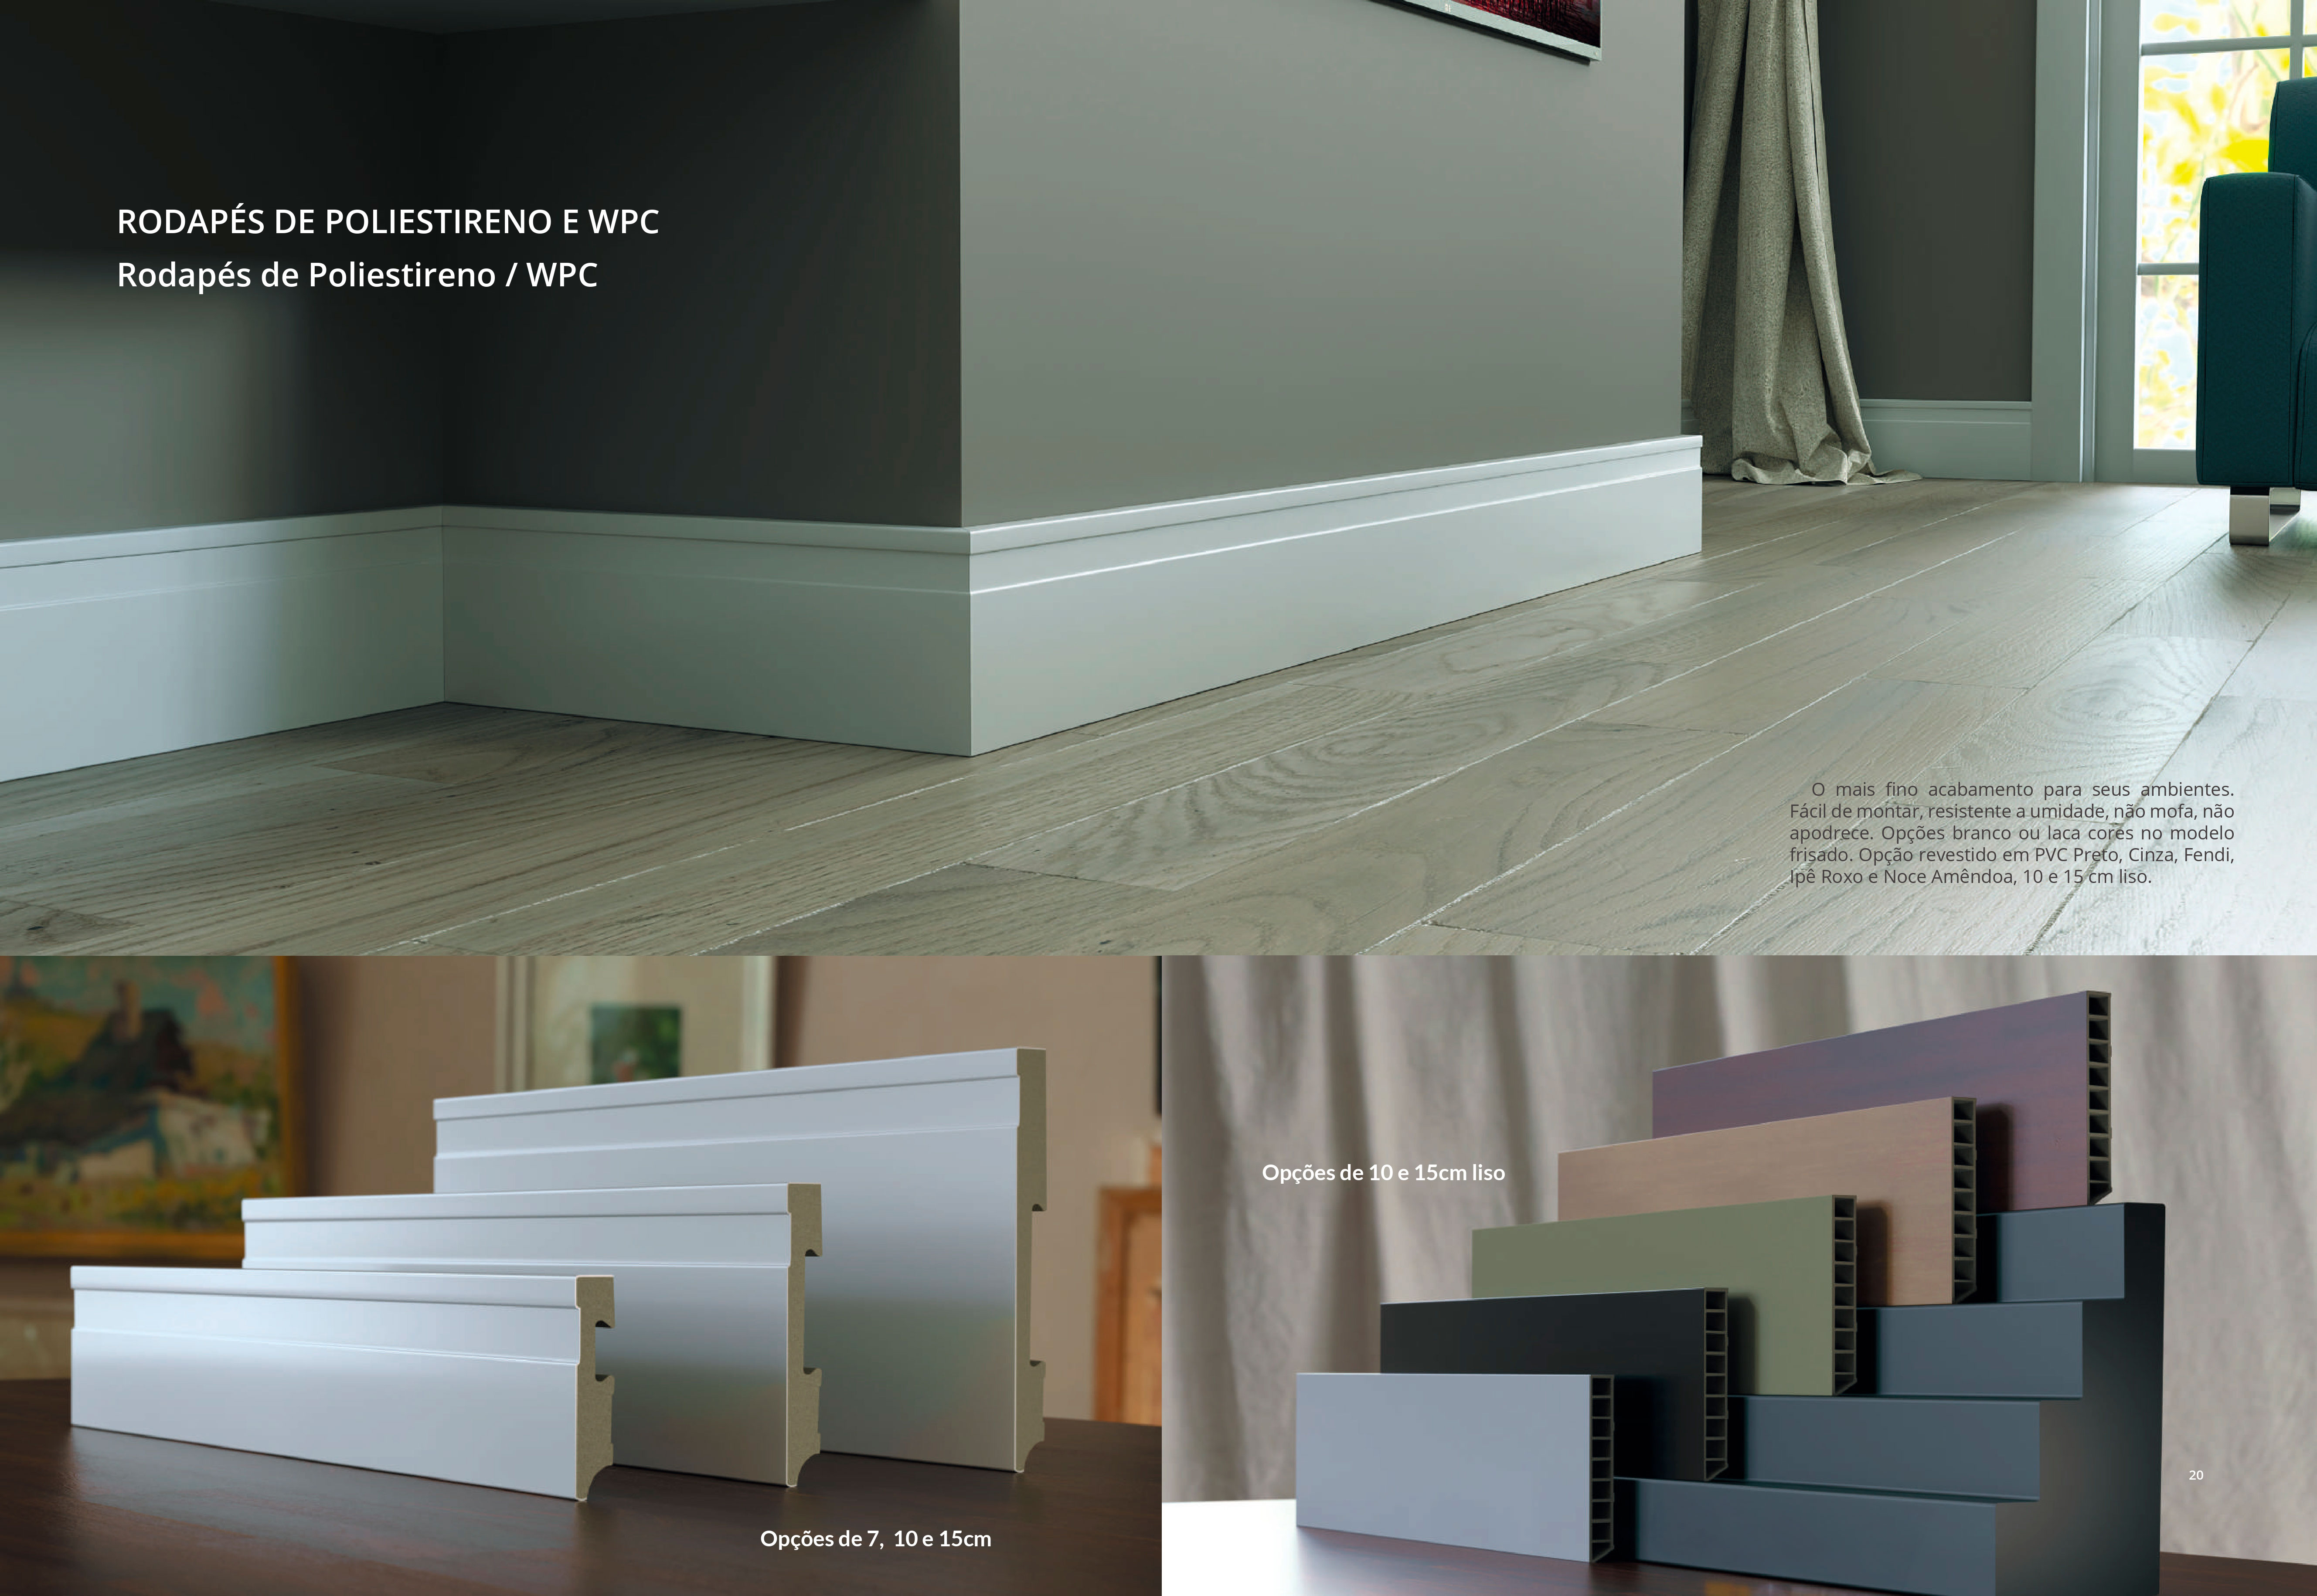 RODAPÉS DE POLIESTIRENO E WPC
Rodapés de Poliestireno / WPC
O mais fino acabamento para seus ambientes.
Fácil de montar, resistente a umidade, não mofa, não
apodrece. Opções branco ou laca cores no modelo
frisado. Opção revestido em PVC Preto, Cinza, Fendi,
Ipê Roxo e Noce Amêndoa, 10 e 15 cm liso.
Opções de 10 e 15cm liso
20
Opções de 7, 10 e 15cm